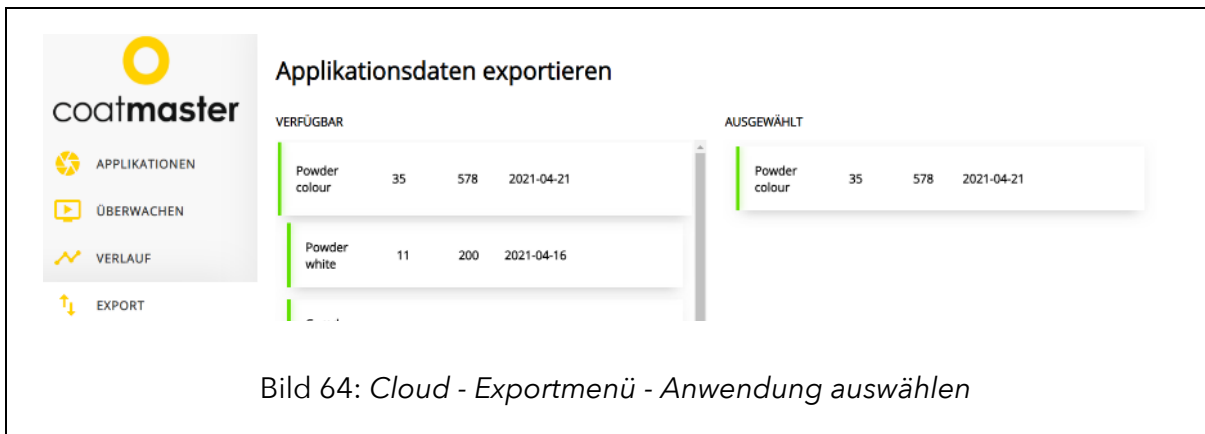 coatmaster
APPLIKATIONEN
ÜBERWACHEN
VERLAUF
EXPORT
Applikationsdaten exportieren
VERFÜGBAR
Powder
colour
35
578
2021-04-21
Powder
white
11
200
2021-04-16
AUSGEWÄHLT
Powder
colour
35
578
2021-04-21
Bild 64: Cloud - Exportmenü - Anwendung auswählen